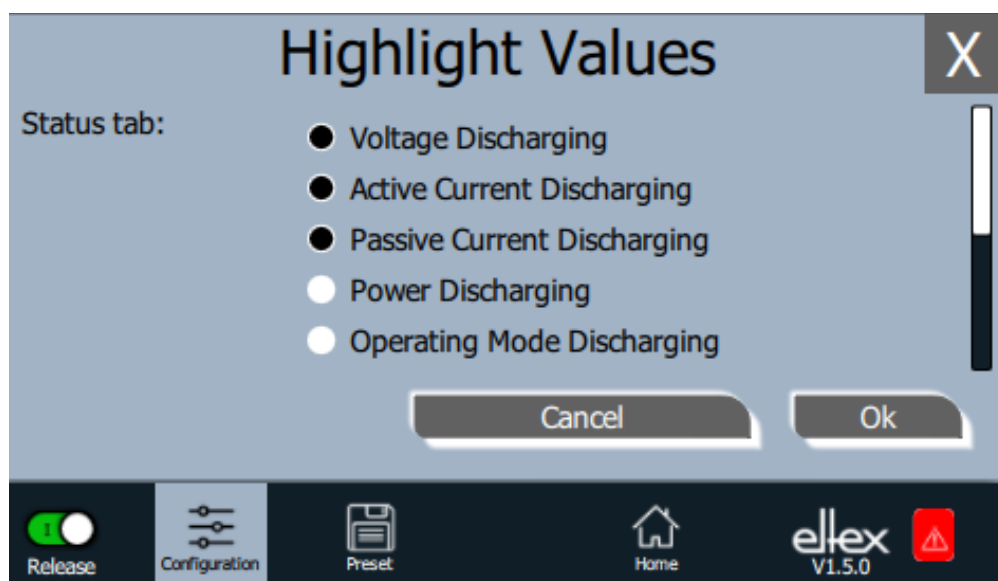 Highlight Values
X
Status tab:
Voltage Discharging
Active Current Discharging
Passive Current Discharging
Power Discharging
Operating Mode Discharging
Cancel
Ok
I
Release
Configuration
Preset
Home
eltex
V1.5.0